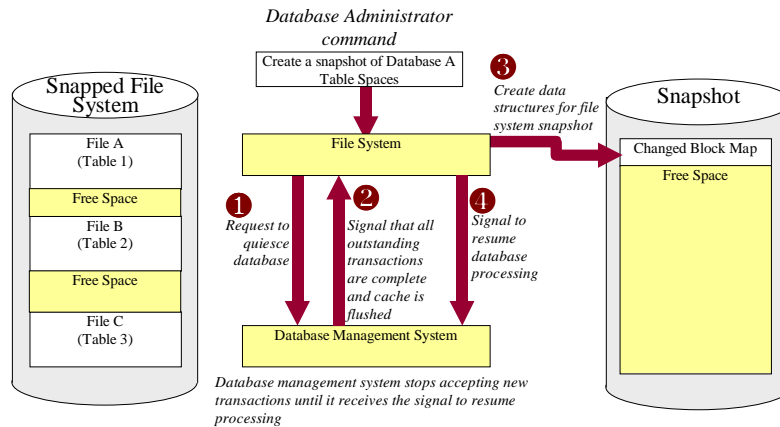 Database Administrator
command
Create a snapshot of Database A
Table Spaces
Snapped File
System
File A
(Table 1)
Free Space
File B
(Table 2)
Free Space
File C
(Table 3)
File System
1
Request to
quiesce
database
2
Signal that all
outstanding
transactions
are complete
and cache is
flushed
3
Create data
structures for file
system snapshot
4
Signal to
resume
database
processing
Database Management System
Database management system stops accepting new
transactions until it receives the signal to resume
processing
Snapshot
Changed Block Map
Free Space